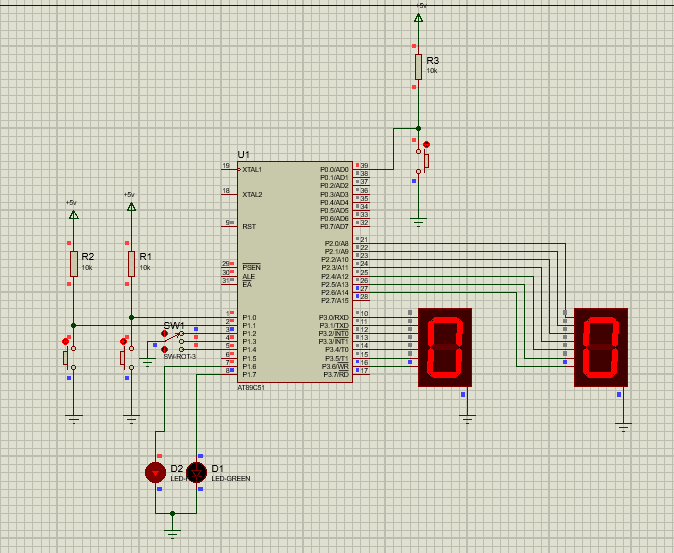 +5v
R3
10k
U1
19 XTAL1
18 XTAL2
9 RST
29 PSEN
30 ALE
31 EA
1 P1.0
2 P1.1
3 P1.2
4 P1.3
5 P1.4
6 P1.5
7 P1.6
8 P1.7
P0.0/AD0 39
P0.1/AD1 38
P0.2/AD2 37
P0.3/AD3 36
P0.4/AD4 35
P0.5/AD5 34
P0.6/AD6 33
P0.7/AD7 32
P2.0/A8 21
P2.1/A9 22
P2.2/A10 23
P2.3/A11 24
P2.4/A12 25
P2.5/A13 26
P2.6/A14 27
P2.7/A15 28
P3.0/RXD 10
P3.1/TXD 11
P3.2/INT0 12
P3.3/INT1 13
P3.4/T0 14
P3.5/T1 15
P3.6/WR 16
P3.7/RD 17
AT89C51
+5v
R2
10k
+5v
R1
10k
SW1
SW-ROT-3
0
0
D2
D1
LED-GREEN